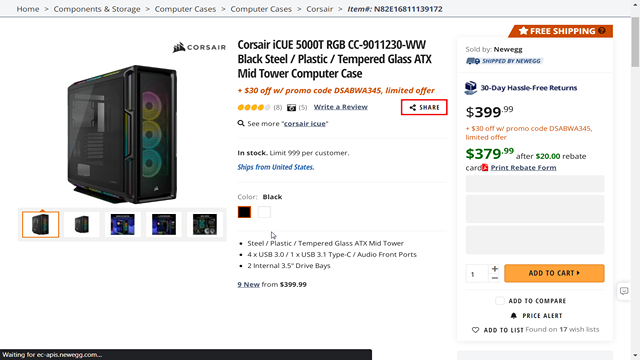 Home > Components & Storage > Computer Cases > Computer Cases > Corsair > Item#: N82E16811139172
CORSAIR
Corsair iCUE 5000T RGB CC-9011230-WW
Black Steel / Plastic / Tempered Glass ATX
Mid Tower Computer Case
+ $30 off w/ promo code DSABWA345, limited offer
(8) (5) Write a Review
SHARE
See more "corsair icue"
In stock. Limit 999 per customer.
Ships from United States.
Color: Black
Steel / Plastic / Tempered Glass ATX Mid Tower
4 x USB 3.0 / 1 x USB 3.1 Type-C / Audio Front Ports
2 Internal 3.5" Drive Bays
9 New from $399.99
FREE SHIPPING ?
Sold by: Newegg
SHIPPED BY NEWEGG
30-Day Hassle-Free Returns
$399.99
+ $30 off w/ promo code DSABWA345,
limited offer
$379.99 after $20.00 rebate
card Print Rebate Form
1 + −
ADD TO CART
ADD TO COMPARE
PRICE ALERT
ADD TO LIST Found on 17 wish lists
Waiting for ec-apis.newegg.com...